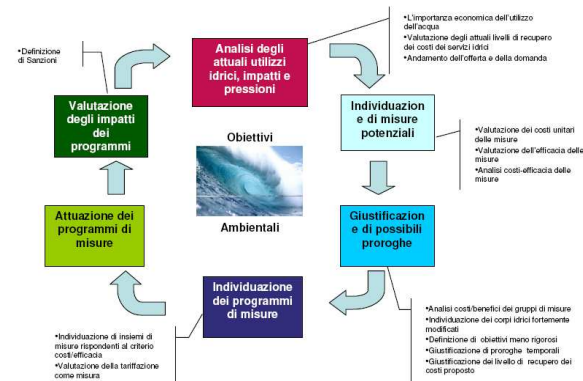 •L'importanza economica dell'utilizzo
dell'acqua
•Valutazione degli attuali livelli di recupero
dei costi dei servizi idrici
•Andamento dell'offerta e della domanda
Analisi degli
attuali utilizzi
idrici, impatti e
pressioni
•Definizione
di Sanzioni
Valutazione
degli impatti
dei
programmi
Individuazion
e di misure
potenziali
•Valutazione dei costi unitari
delle misure
•Valutazione dell'efficacia delle
misure
•Analisi costi-efficacia delle
misure
Obiettivi
Ambientali
Attuazione dei
programmi di
misure
Giustificazion
e di possibili
proroghe
Individuazione
dei programmi
di misure
•Analisi costi/benefici dei gruppi di misure
•Individuazione dei corpi idrici fortemente
modificati
•Definizione di obiettivi meno rigorosi
•Giustificazione di proroghe temporali
•Giustificazione dei livello di recupero dei
costi proposto
•Individuazione di insiemi di
misure rispondenti al criterio
costi/efficacia
•Valutazione della tariffazione
come misura